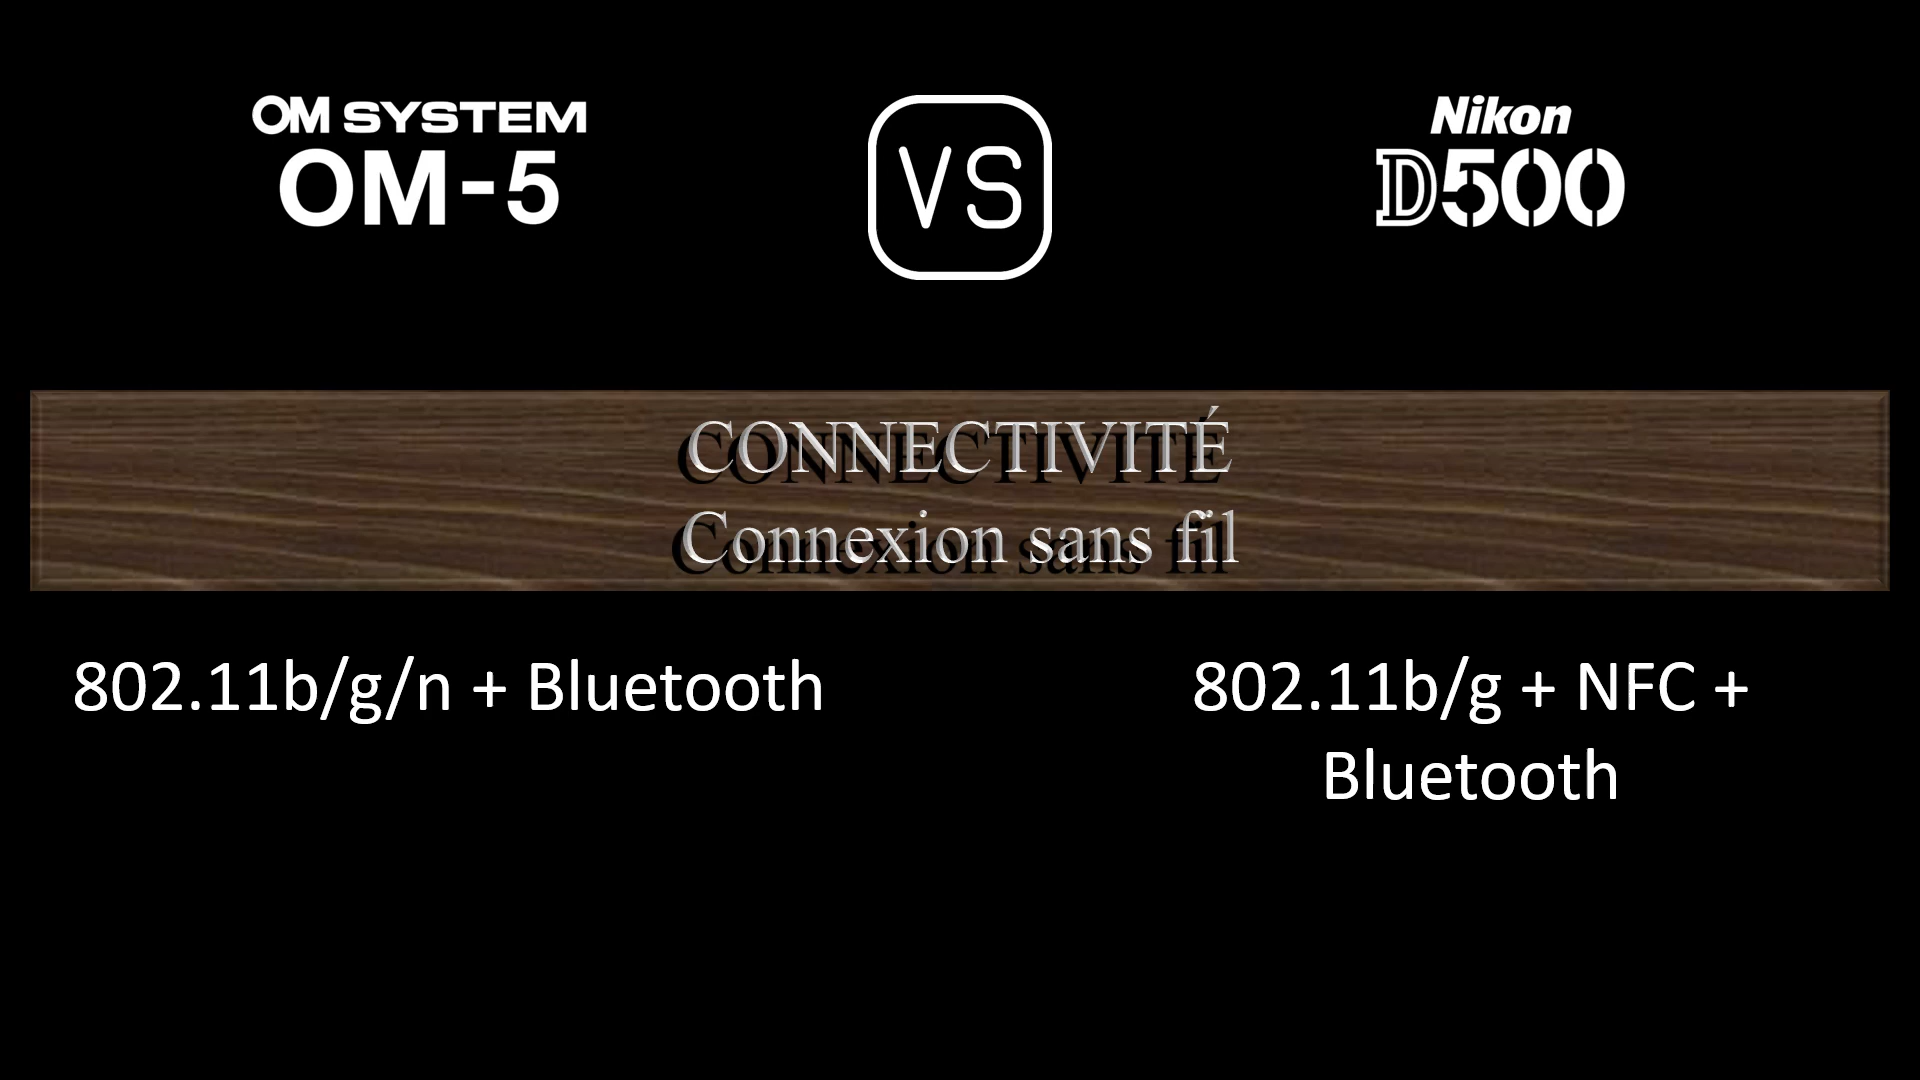 OM SYSTEM
OM-5
VS
Nikon
D500
CONNECTIVITÉ
Connexion sans fil
802.11b/g/n + Bluetooth
802.11b/g + NFC +
Bluetooth